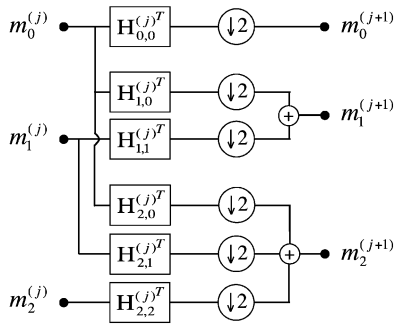 m_0^{(j)} H_{0,0}^{(j)^T} ↓2 m_0^{(j+1)}
H_{1,0}^{(j)^T} ↓2
+ m_1^{(j+1)}
m_1^{(j)} H_{1,1}^{(j)^T} ↓2
H_{2,0}^{(j)^T} ↓2
H_{2,1}^{(j)^T} ↓2 + m_2^{(j+1)}
m_2^{(j)} H_{2,2}^{(j)^T} ↓2